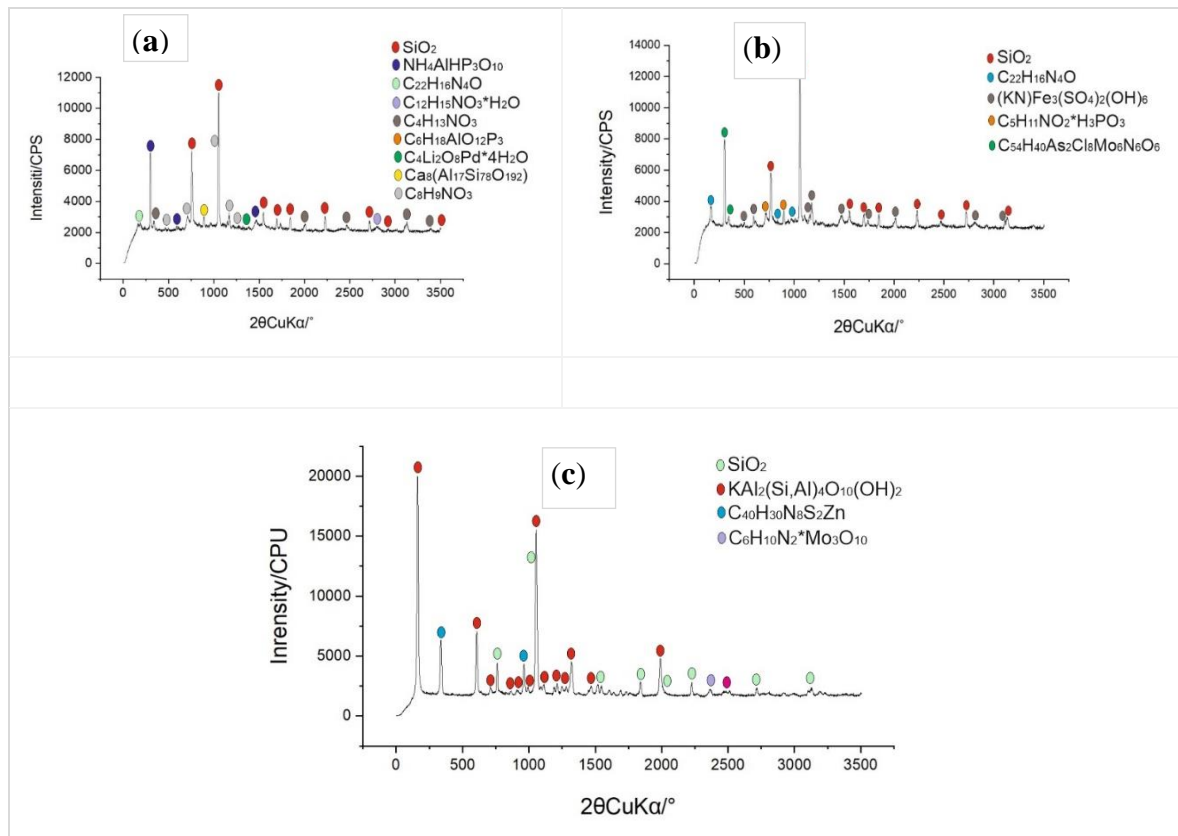 (a)
SiO₂
NH₄AlHP₃O₁₀
C₂₂H₁₆N₄O
C₁₂H₁₅NO₃*H₂O
C₄H₁₃NO₃
C₆H₁₈AlO₁₂P₃
C₄Li₂O₈Pd*4H₂O
Ca₈(Al₁₇Si₇₈O₁₉₂)
C₈H₉NO₃
12000
10000
8000
6000
4000
2000
0
Intensiti/CPS
0 500 1000 1500 2000 2500 3000 3500
2θCuKα/°
(b)
SiO₂
C₂₂H₁₆N₄O
(KN)Fe₃(SO₄)₂(OH)₆
C₅H₁₁NO₂*H₃PO₃
C₅₄H₄₀As₂Cl₈Mo₆N₆O₆
14000
12000
10000
8000
6000
4000
2000
0
Intensity/CPS
0 500 1000 1500 2000 2500 3000 3500
2θCuKα/°
(c)
SiO₂
KAl₂(Si,Al)₄O₁₀(OH)₂
C₄₀H₃₀N₈S₂Zn
C₆H₁₀N₂*Mo₃O₁₀
20000
15000
10000
5000
0
Inrensity/CPU
0 500 1000 1500 2000 2500 3000 3500
2θCuKα/°